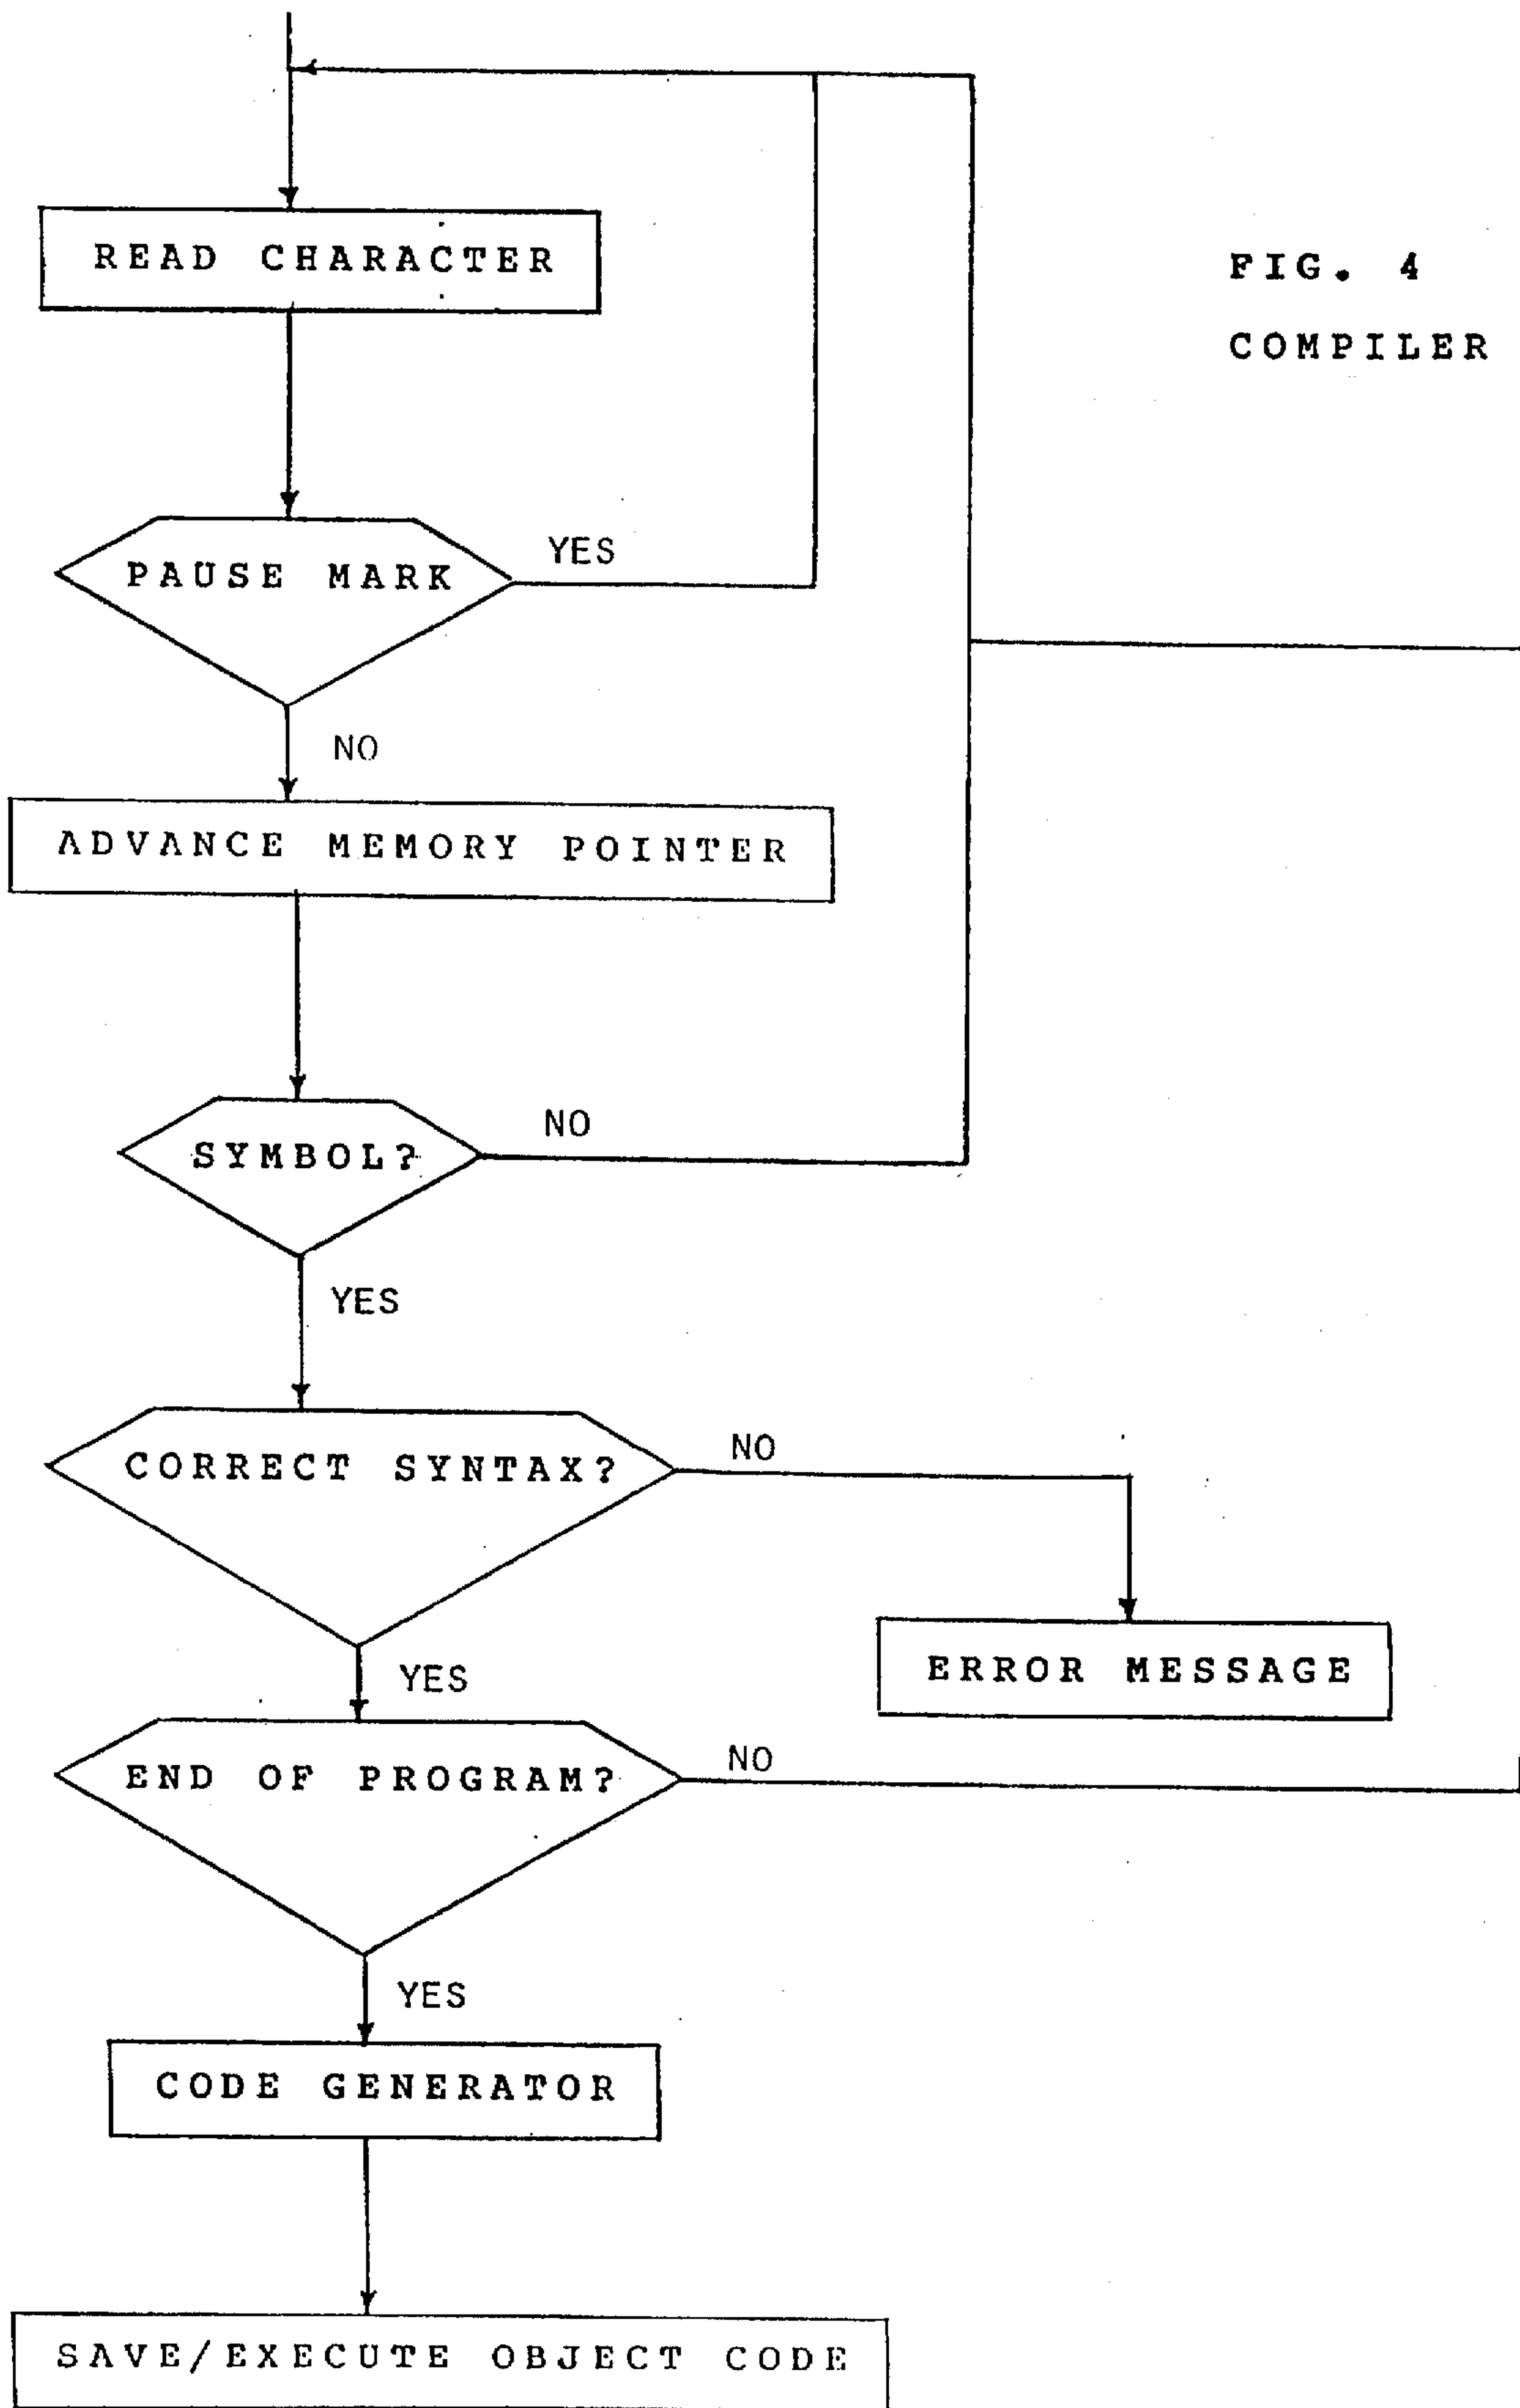 READ CHARACTER
FIG. 4
COMPILER
YES
PAUSE MARK
NO
ADVANCE MEMORY POINTER
NO
SYMBOL?
YES
NO
CORRECT SYNTAX?
ERROR MESSAGE
YES
NO
END OF PROGRAM?
YES
CODE GENERATOR
SAVE/EXECUTE OBJECT CODE